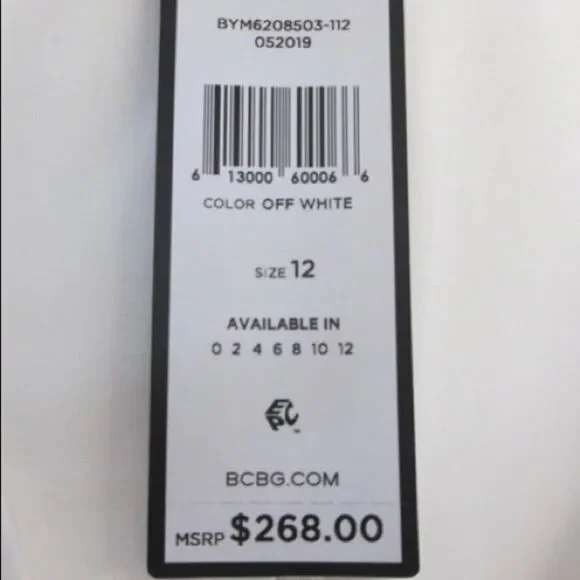 BYM6208503-112
052019
6 13000 60006 6
COLOR OFF WHITE
SIZE 12
AVAILABLE IN
0 2 4 6 8 10 12
EPC
BCBG.COM
MSRP $268.00